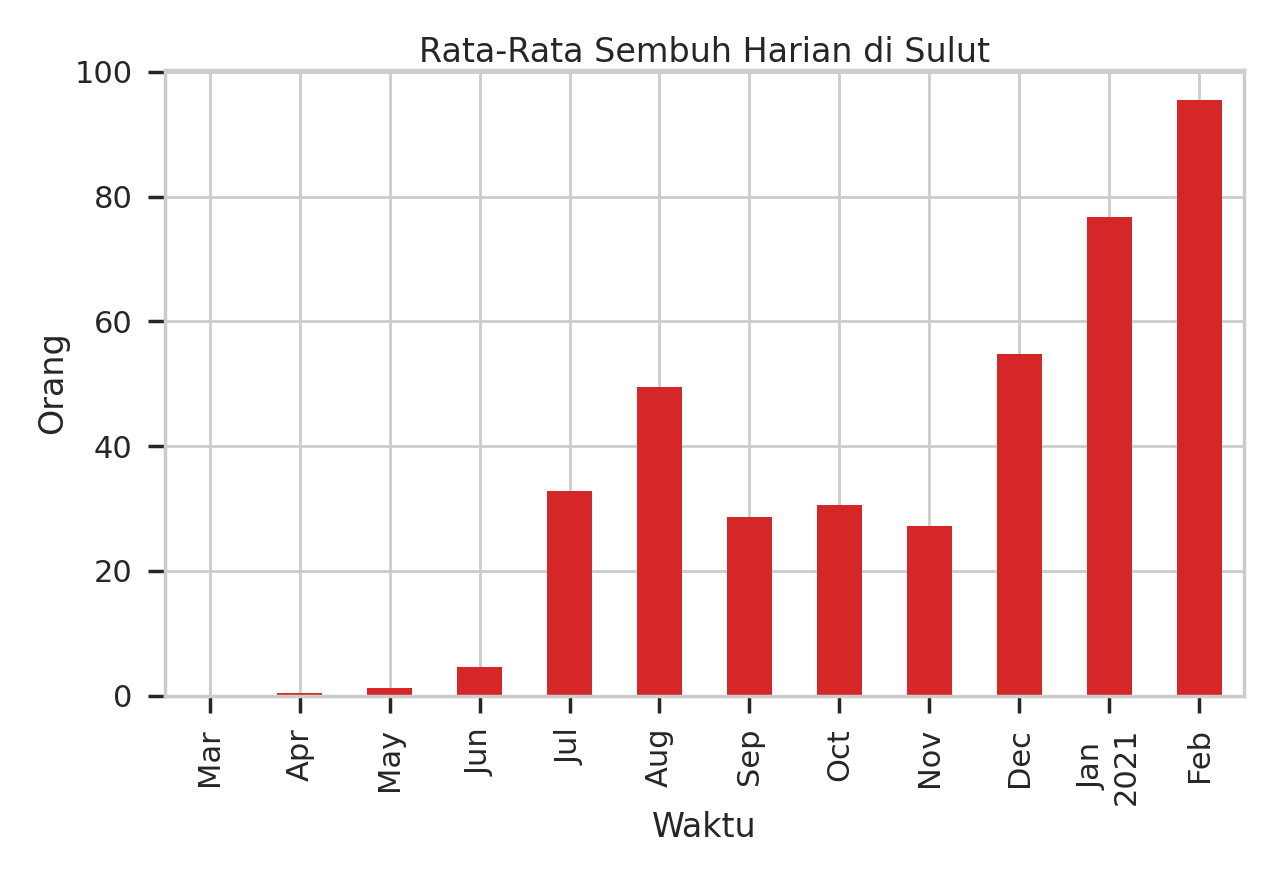 Rata-Rata Sembuh Harian di Sulut
100
80
60
40
20
0
Orang
Mar
Apr
May
Jun
Jul
Aug
Sep
Oct
Nov
Dec
Jan
2021
Feb
Waktu